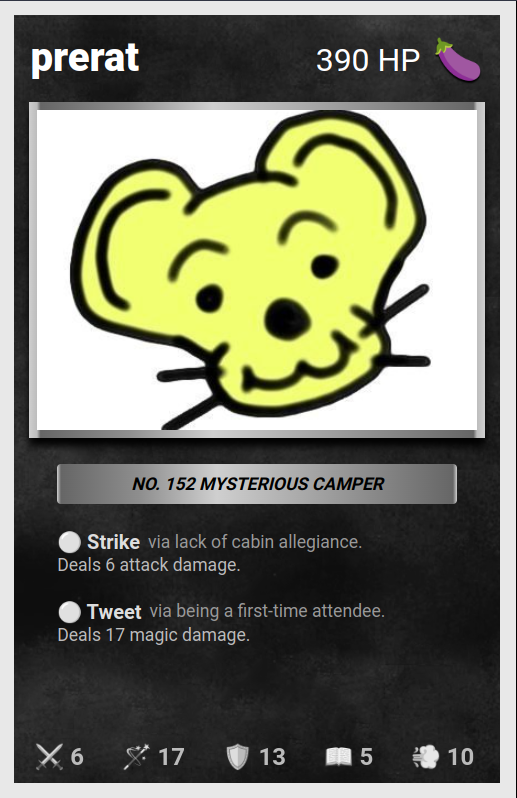 prerat 390 HP 🍆
NO. 152 MYSTERIOUS CAMPER
Strike via lack of cabin allegiance.
Deals 6 attack damage.
Tweet via being a first-time attendee.
Deals 17 magic damage.
6 17 13 5 10